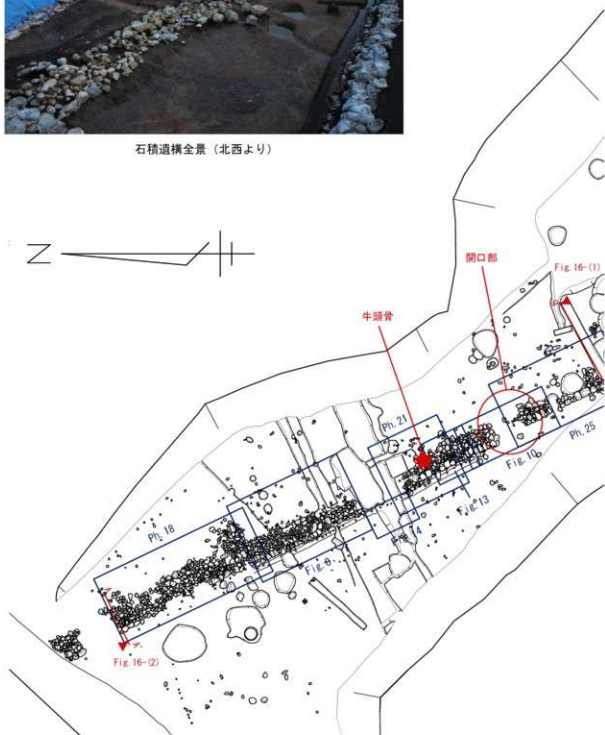 石積遺構全景（北西より）
N
開口部
Fig. 16-(1)
牛頭骨
Ph. 21
Ph. 25
Fig. 10
Fig. 13
Ph. 18
Fig. 9
Fig. 16-(2)